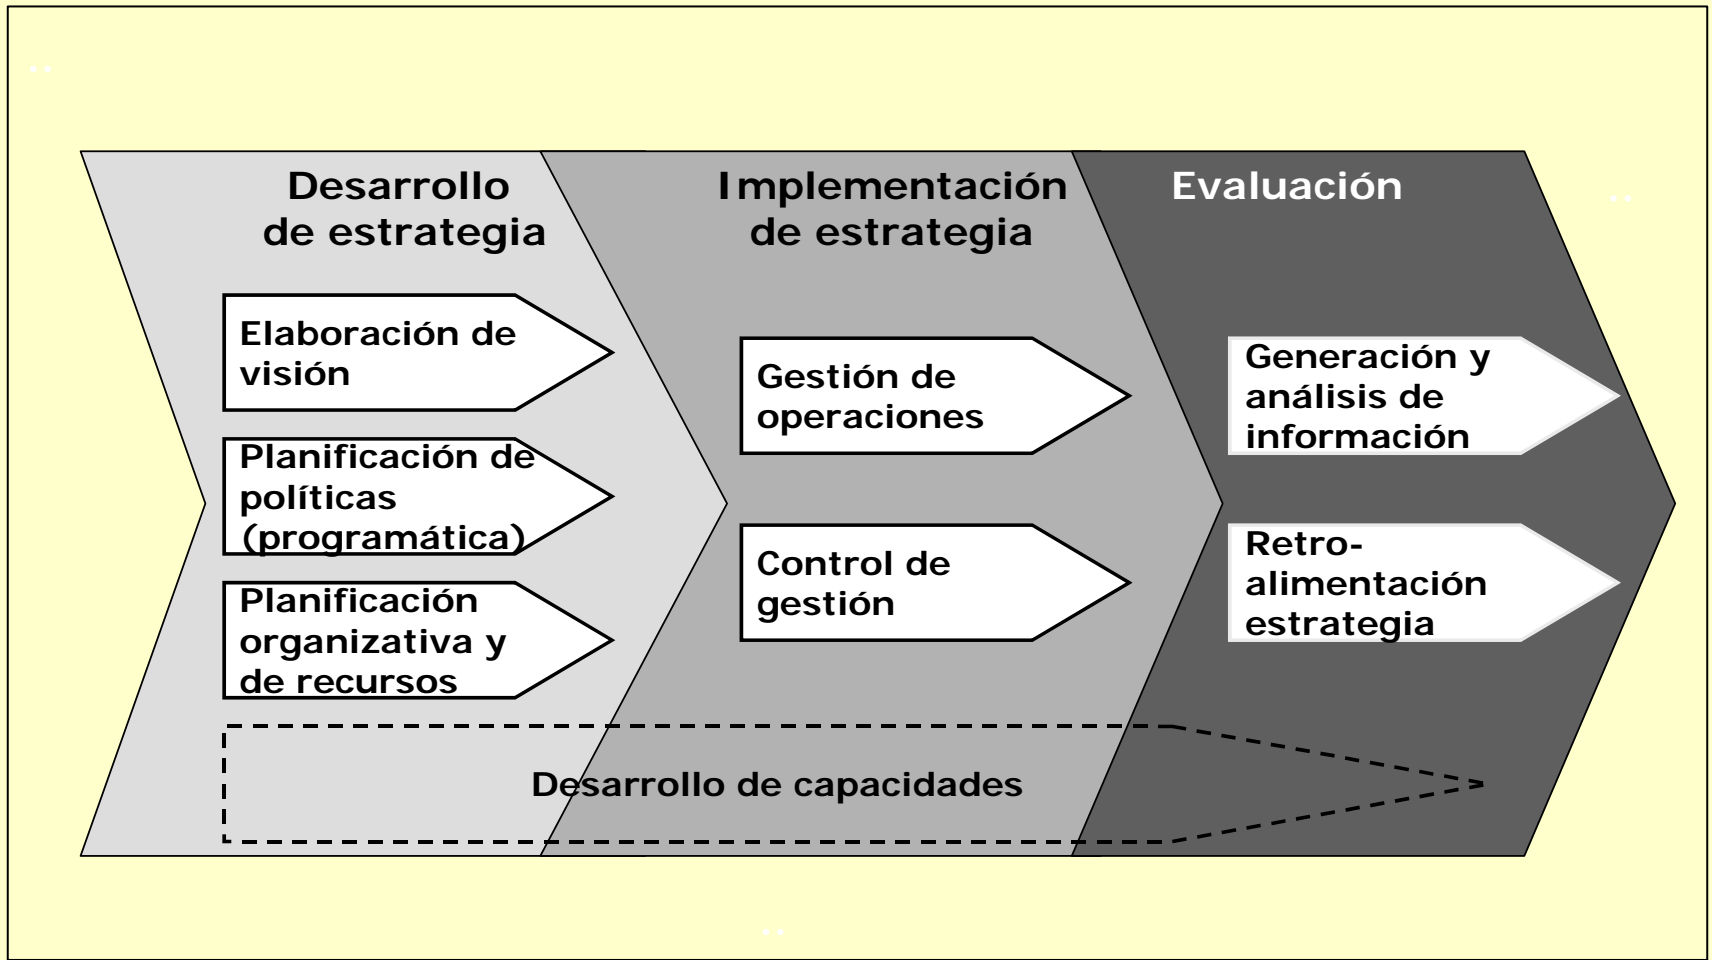 Desarrollo
de estrategia
Elaboración de
visión
Planificación de
políticas
(programática)
Planificación
organizativa y
de recursos
Implementación
de estrategia
Gestión de
operaciones
Control de
gestión
Evaluación
Generación y
análisis de
información
Retro-
alimentación
estrategia
Desarrollo de capacidades